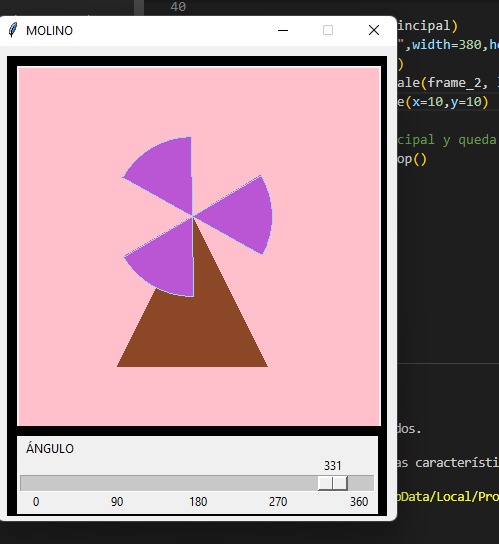 40
MOLINO
incipal)
",width=380,he
)
ale(frame_2,
e(x=10,y=10)
cipal y queda
op()
ÁNGULO
331
0 90 180 270 360
dos.
as característi
Data/Local/Pro